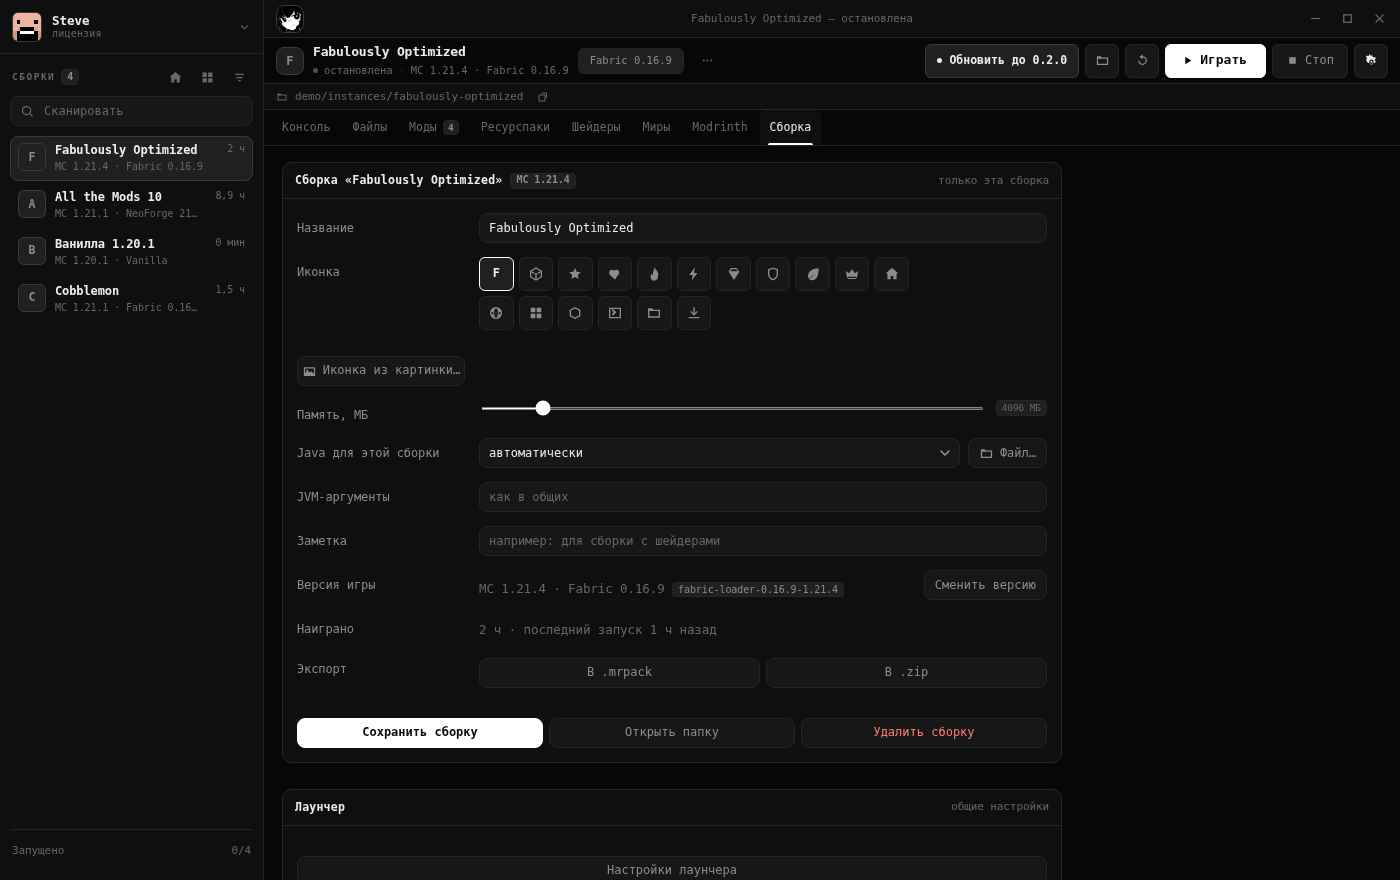 Steve
лицензия
СБОРКИ 4
Сканировать
F Fabulously Optimized 2 ч
MC 1.21.4 · Fabric 0.16.9
A All the Mods 10 8,9 ч
MC 1.21.1 · NeoForge 21…
В Ванилла 1.20.1 0 мин
MC 1.20.1 · Vanilla
C Cobblemon 1,5 ч
MC 1.21.1 · Fabric 0.16…
Запущено 0/4
Fabulously Optimized — остановлена
F Fabulously Optimized
остановлена · MC 1.21.4 · Fabric 0.16.9
Fabric 0.16.9
Обновить до 0.2.0
Играть
Стоп
demo/instances/fabulously-optimized
Консоль Файлы Моды 4 Ресурспаки Шейдеры Миры Modrinth Сборка
Сборка «Fabulously Optimized» MC 1.21.4 только эта сборка
Название Fabulously Optimized
Иконка F
Иконка из картинки…
Память, МБ 4096 МБ
Java для этой сборки автоматически Файл…
JVM-аргументы как в общих
Заметка например: для сборки с шейдерами
Версия игры MC 1.21.4 · Fabric 0.16.9 fabric-loader-0.16.9-1.21.4 Сменить версию
Наиграно 2 ч · последний запуск 1 ч назад
Экспорт В .mrpack В .zip
Сохранить сборку Открыть папку Удалить сборку
Лаунчер общие настройки
Настройки лаунчера